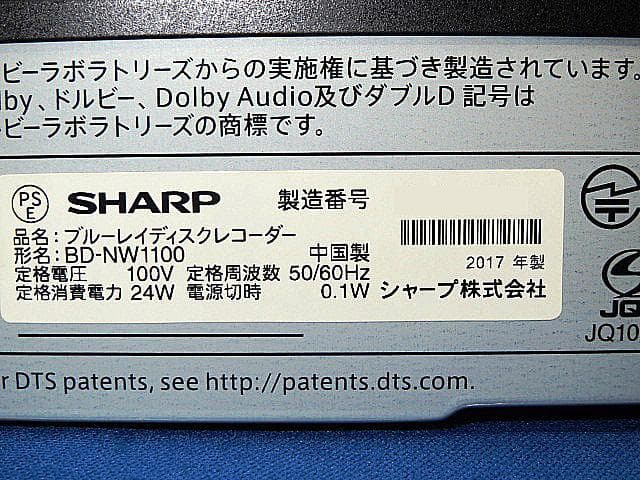 ビーラボラトリーズからの実施権に基づき製造されています。
lby、ドルビー、Dolby Audio及びダブルD 記号は
ビーラボラトリーズの商標です。
PS E SHARP 製造番号
品名：ブルーレイディスクレコーダー
形名：BD-NW1100 中国製 2017 年製
定格電圧 100V 定格周波数 50/60Hz
定格消費電力 24W 電源切時 0.1W シャープ株式会社
JQ
JQ10
r DTS patents, see http://patents.dts.com.